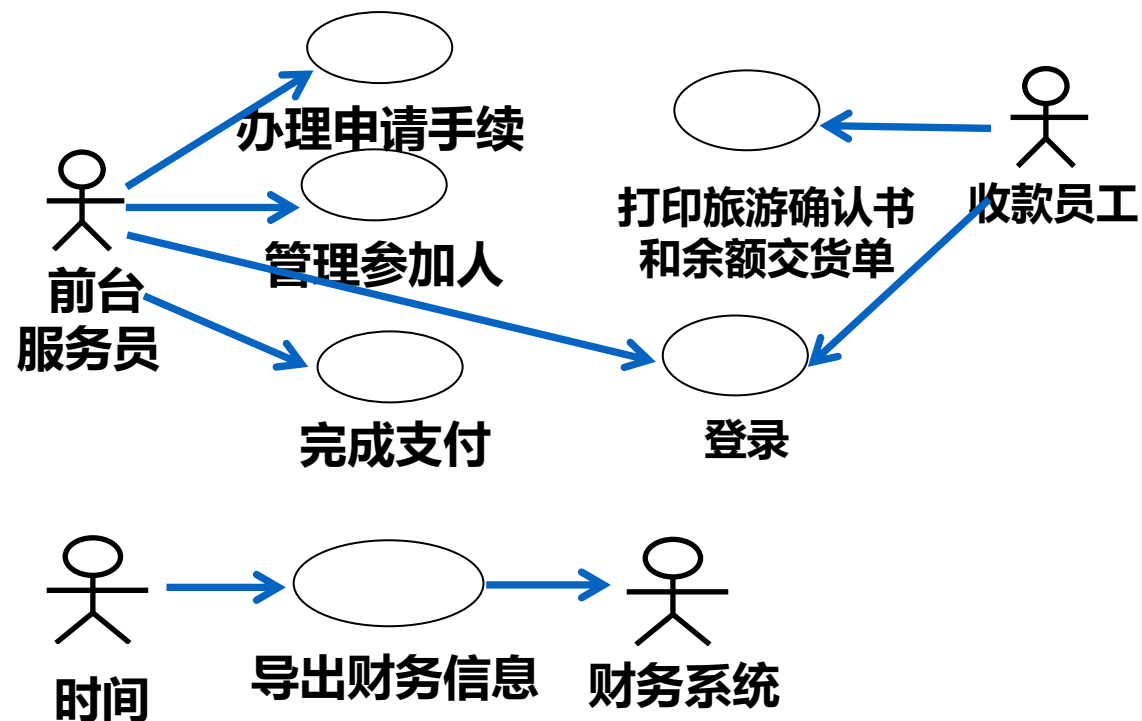 办理申请手续
打印旅游确认书
和余额交货单
收款员工
管理参加人
前台
服务员
完成支付
登录
导出财务信息
财务系统
时间